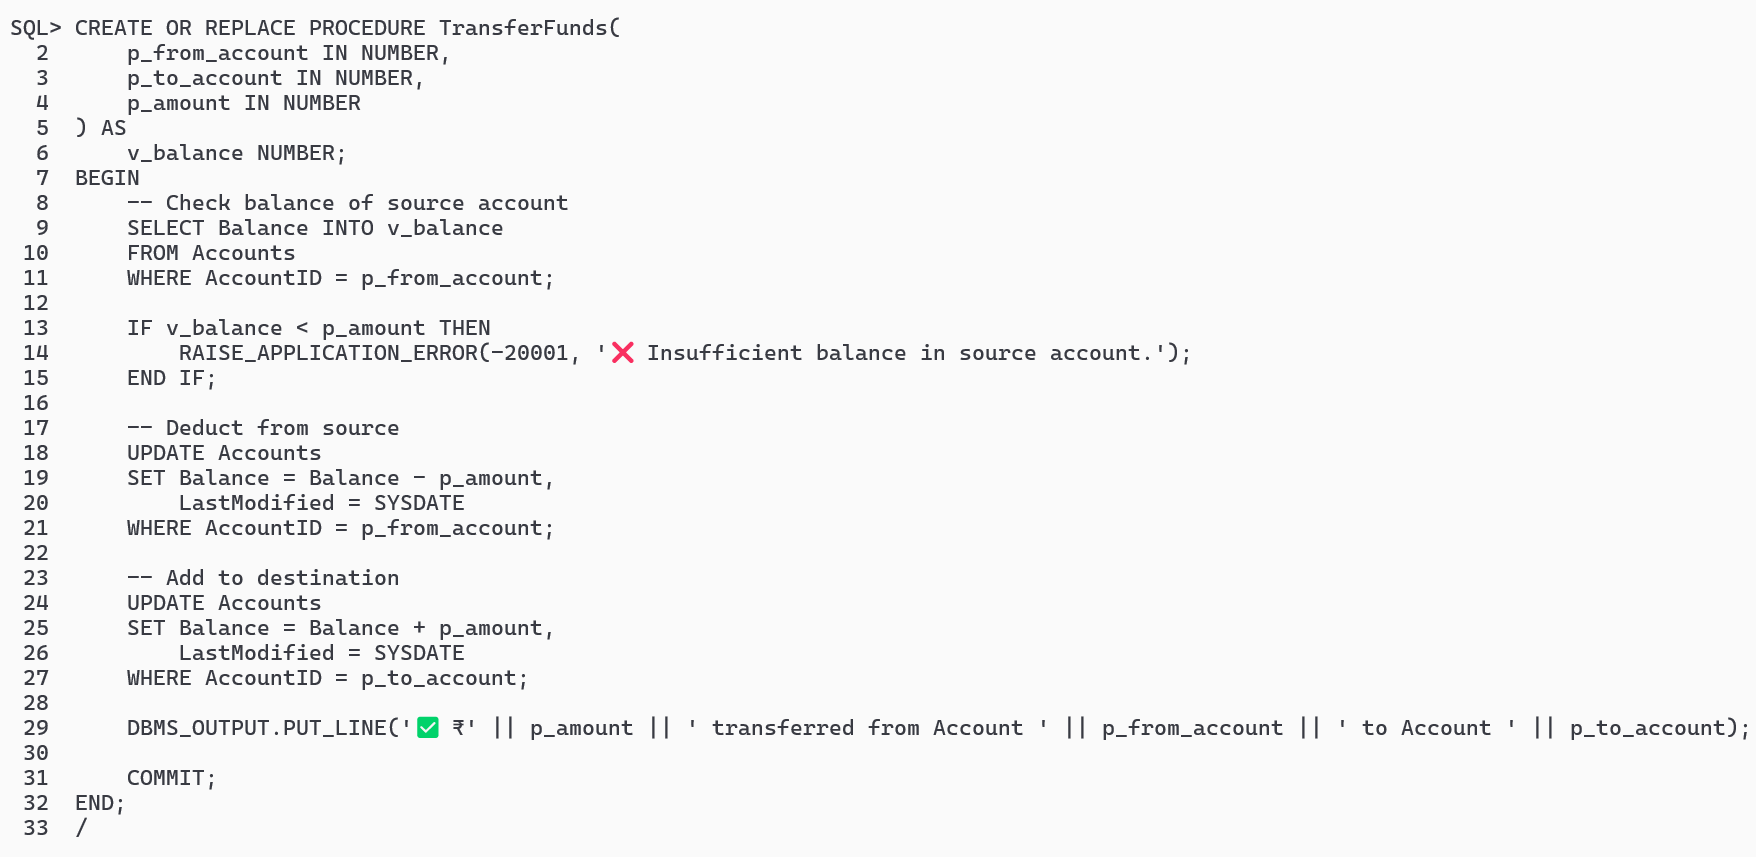 SQL> CREATE OR REPLACE PROCEDURE TransferFunds(
  2      p_from_account IN NUMBER,
  3      p_to_account IN NUMBER,
  4      p_amount IN NUMBER
  5  ) AS
  6      v_balance NUMBER;
  7  BEGIN
  8      -- Check balance of source account
  9      SELECT Balance INTO v_balance
 10      FROM Accounts
 11      WHERE AccountID = p_from_account;
 12
 13      IF v_balance < p_amount THEN
 14          RAISE_APPLICATION_ERROR(-20001, '❌ Insufficient balance in source account.');
 15      END IF;
 16
 17      -- Deduct from source
 18      UPDATE Accounts
 19      SET Balance = Balance - p_amount,
 20          LastModified = SYSDATE
 21      WHERE AccountID = p_from_account;
 22
 23      -- Add to destination
 24      UPDATE Accounts
 25      SET Balance = Balance + p_amount,
 26          LastModified = SYSDATE
 27      WHERE AccountID = p_to_account;
 28
 29      DBMS_OUTPUT.PUT_LINE('✅ ₹' || p_amount || ' transferred from Account ' || p_from_account || ' to Account ' || p_to_account);
 30
 31      COMMIT;
 32  END;
 33  /